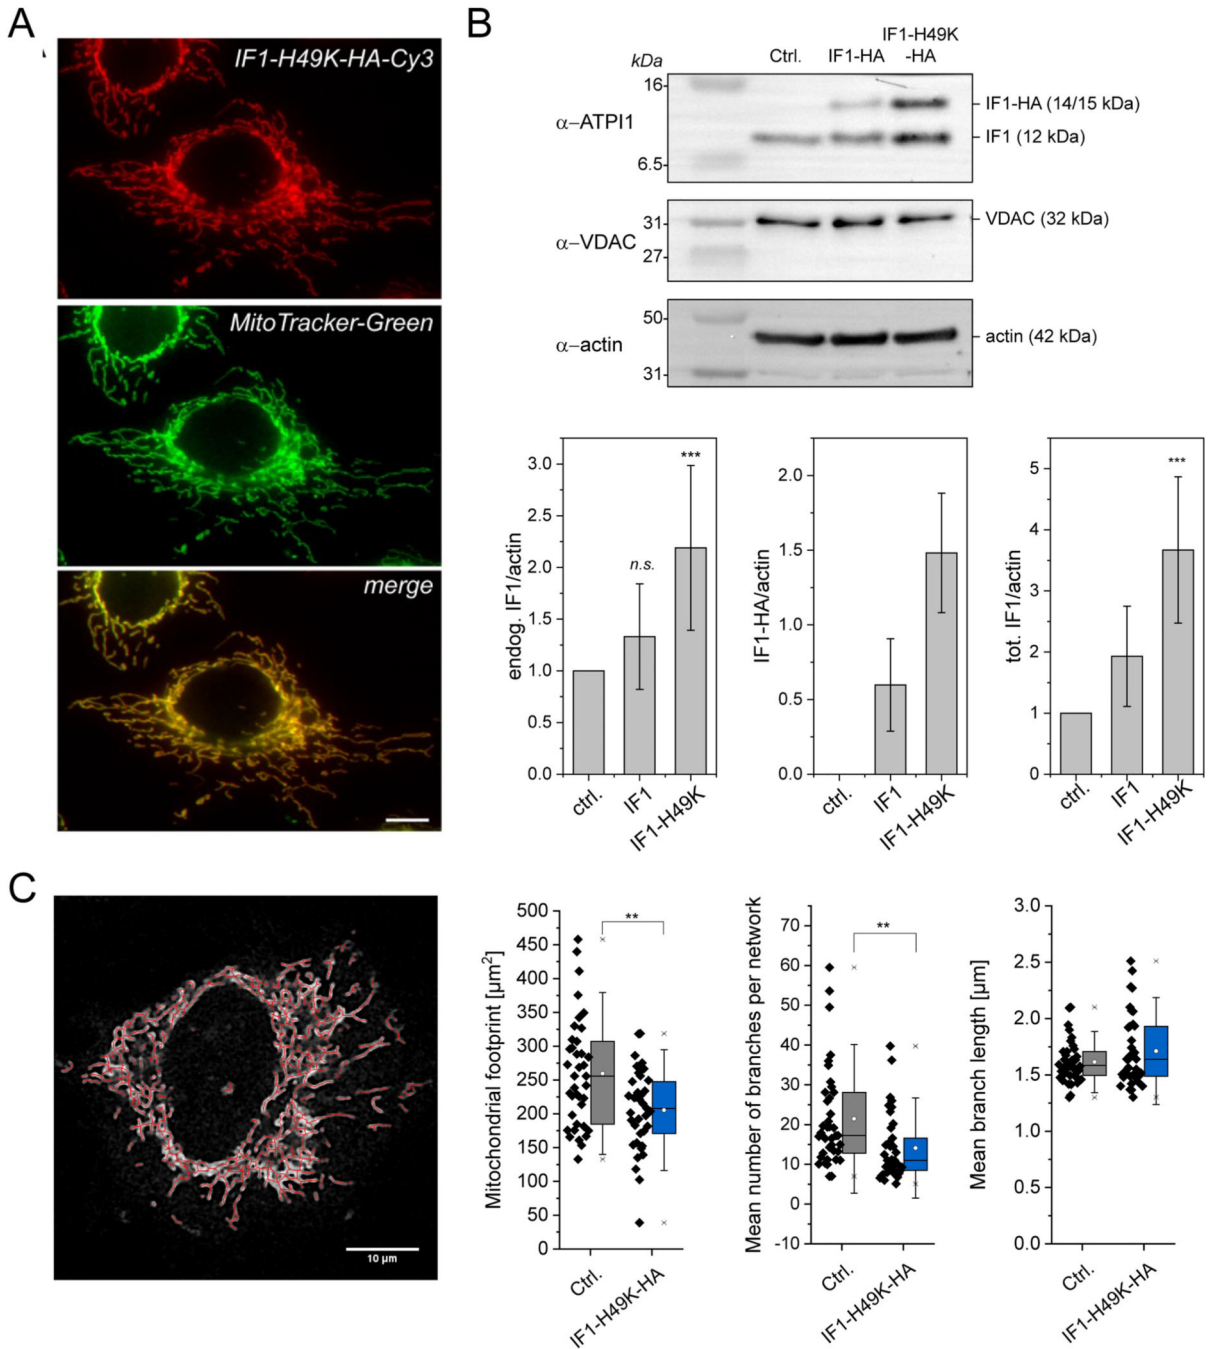 A
IF1-H49K-HA-Cy3
MitoTracker-Green
merge
B
IF1-H49K
kDa Ctrl. IF1-HA -HA
16
α–ATPI1
6.5
IF1-HA (14/15 kDa)
IF1 (12 kDa)
31
α–VDAC
27
VDAC (32 kDa)
50
α–actin
31
actin (42 kDa)
endog. IF1/actin
3.0
2.5
2.0
1.5
1.0
0.5
0.0
n.s.
***
ctrl.
IF1
IF1-H49K
IF1-HA/actin
2.0
1.5
1.0
0.5
0.0
ctrl.
IF1
IF1-H49K
tot. IF1/actin
5
4
3
2
1
0
***
ctrl.
IF1
IF1-H49K
C
10 µm
Mitochondrial footprint [µm²]
500
450
400
350
300
250
200
150
100
50
0
**
Ctrl.
IF1-H49K-HA
Mean number of branches per network
70
60
50
40
30
20
10
0
-10
**
Ctrl.
IF1-H49K-HA
Mean branch length [µm]
3.0
2.5
2.0
1.5
1.0
0.5
0.0
Ctrl.
IF1-H49K-HA